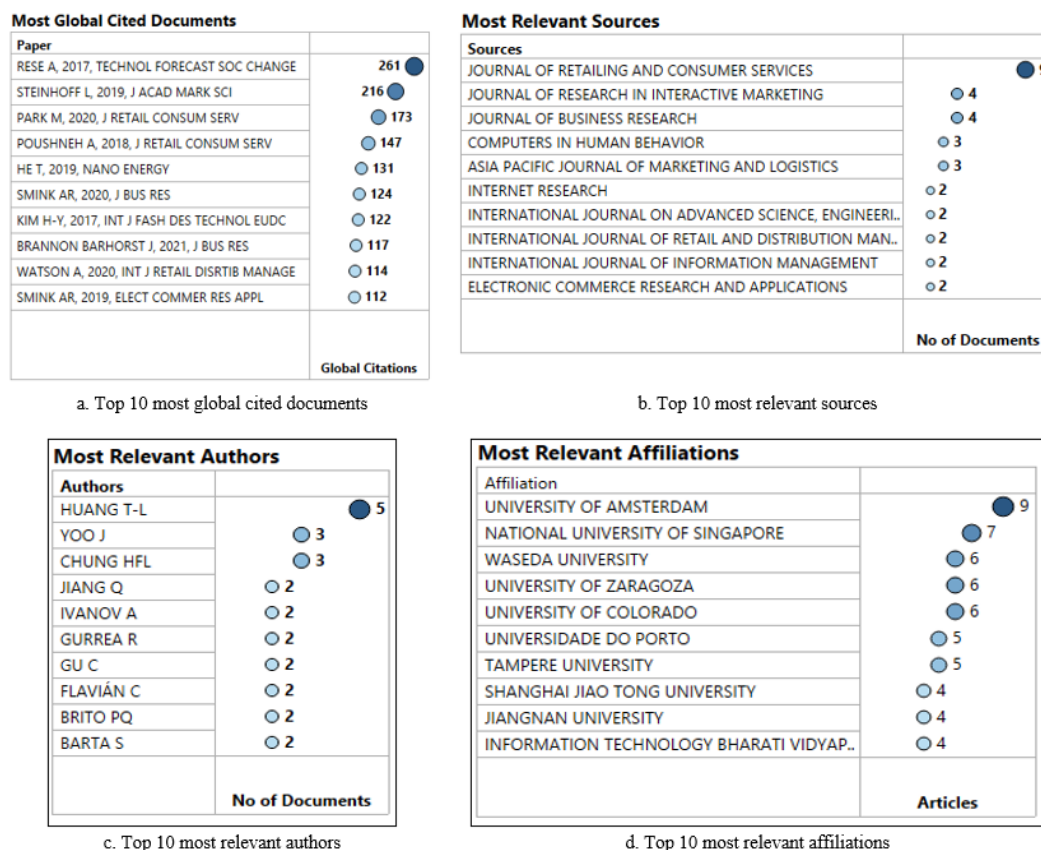 Most Global Cited Documents
Paper
RESE A, 2017, TECHNOL FORECAST SOC CHANGE 261
STEINHOFF L, 2019, J ACAD MARK SCI 216
PARK M, 2020, J RETAIL CONSUM SERV 173
POUSHNEH A, 2018, J RETAIL CONSUM SERV 147
HE T, 2019, NANO ENERGY 131
SMINK AR, 2020, J BUS RES 124
KIM H-Y, 2017, INT J FASH DES TECHNOL EUDC 122
BRANNON BARHORST J, 2021, J BUS RES 117
WATSON A, 2020, INT J RETAIL DISRTIB MANAGE 114
SMINK AR, 2019, ELECT COMMER RES APPL 112
Global Citations
a. Top 10 most global cited documents
Most Relevant Sources
Sources
JOURNAL OF RETAILING AND CONSUMER SERVICES
JOURNAL OF RESEARCH IN INTERACTIVE MARKETING 4
JOURNAL OF BUSINESS RESEARCH 4
COMPUTERS IN HUMAN BEHAVIOR 3
ASIA PACIFIC JOURNAL OF MARKETING AND LOGISTICS 3
INTERNET RESEARCH 2
INTERNATIONAL JOURNAL ON ADVANCED SCIENCE, ENGINEERI.. 2
INTERNATIONAL JOURNAL OF RETAIL AND DISTRIBUTION MAN.. 2
INTERNATIONAL JOURNAL OF INFORMATION MANAGEMENT 2
ELECTRONIC COMMERCE RESEARCH AND APPLICATIONS 2
No of Documents
b. Top 10 most relevant sources
Most Relevant Authors
Authors
HUANG T-L 5
YOO J 3
CHUNG HFL 3
JIANG Q 2
IVANOV A 2
GURREA R 2
GU C 2
FLAVIÁN C 2
BRITO PQ 2
BARTA S 2
No of Documents
c. Top 10 most relevant authors
Most Relevant Affiliations
Affiliation
UNIVERSITY OF AMSTERDAM 9
NATIONAL UNIVERSITY OF SINGAPORE 7
WASEDA UNIVERSITY 6
UNIVERSITY OF ZARAGOZA 6
UNIVERSITY OF COLORADO 6
UNIVERSIDADE DO PORTO 5
TAMPERE UNIVERSITY 5
SHANGHAI JIAO TONG UNIVERSITY 4
JIANGNAN UNIVERSITY 4
INFORMATION TECHNOLOGY BHARATI VIDYAP.. 4
Articles
d. Top 10 most relevant affiliations